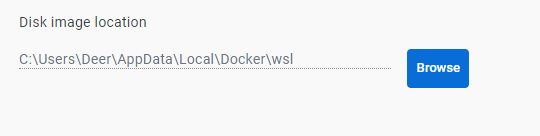 Disk image location
C:\Users\Deer\AppData\Local\Docker\wsl
Browse